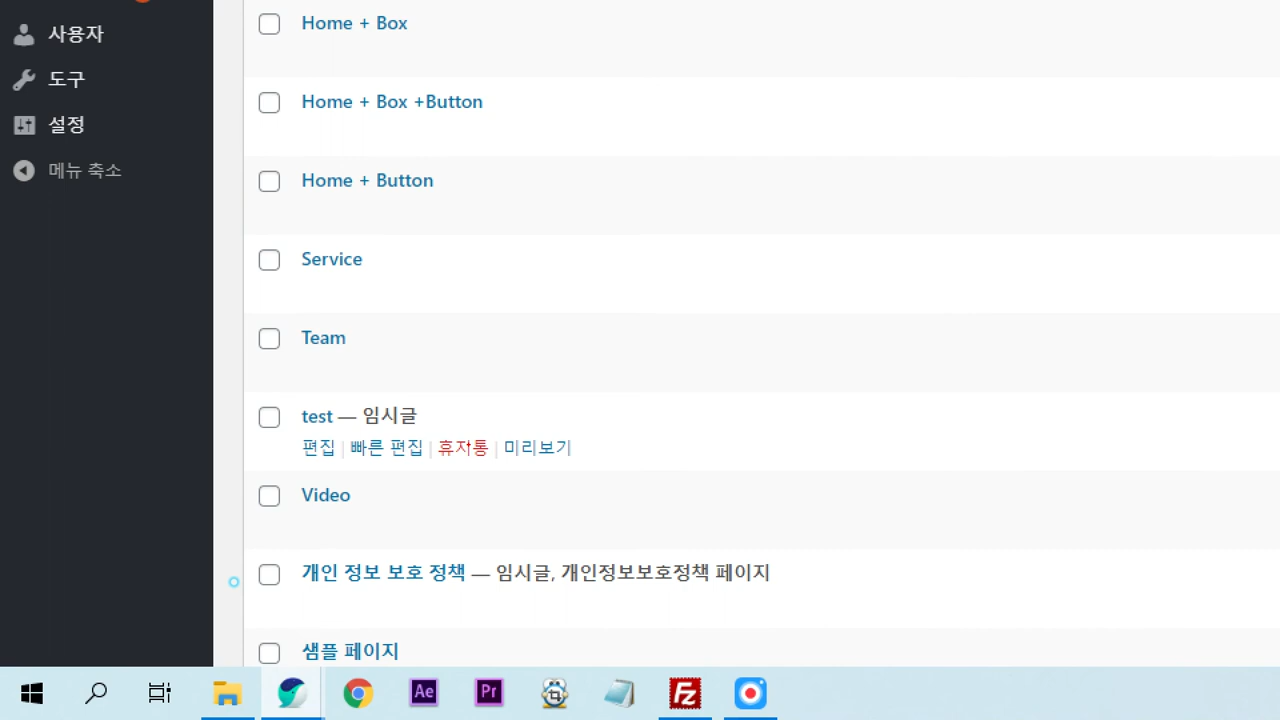 사용자
도구
설정
메뉴 축소
Home + Box
Home + Box +Button
Home + Button
Service
Team
test — 임시글
편집 | 빠른 편집 | 휴지통 | 미리보기
Video
개인 정보 보호 정책 — 임시글, 개인정보보호정책 페이지
샘플 페이지
Ae
Pr
Fz